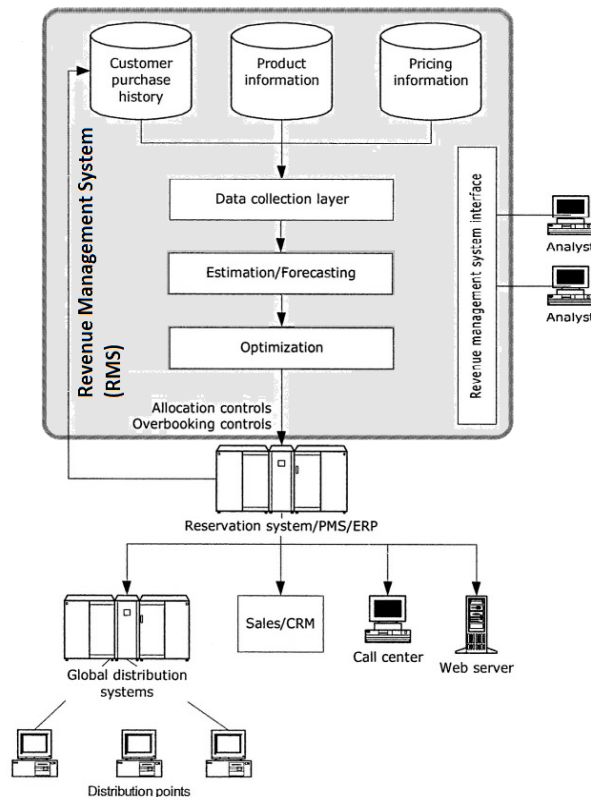 Customer
purchase
history
Product
information
Pricing
information
Revenue Management System
(RMS)
Data collection layer
Estimation/Forecasting
Optimization
Revenue management system interface
Analyst
Analyst
Allocation controls
Overbooking controls
Reservation system/PMS/ERP
Sales/CRM
Call center
Web server
Global distribution
systems
Distribution points